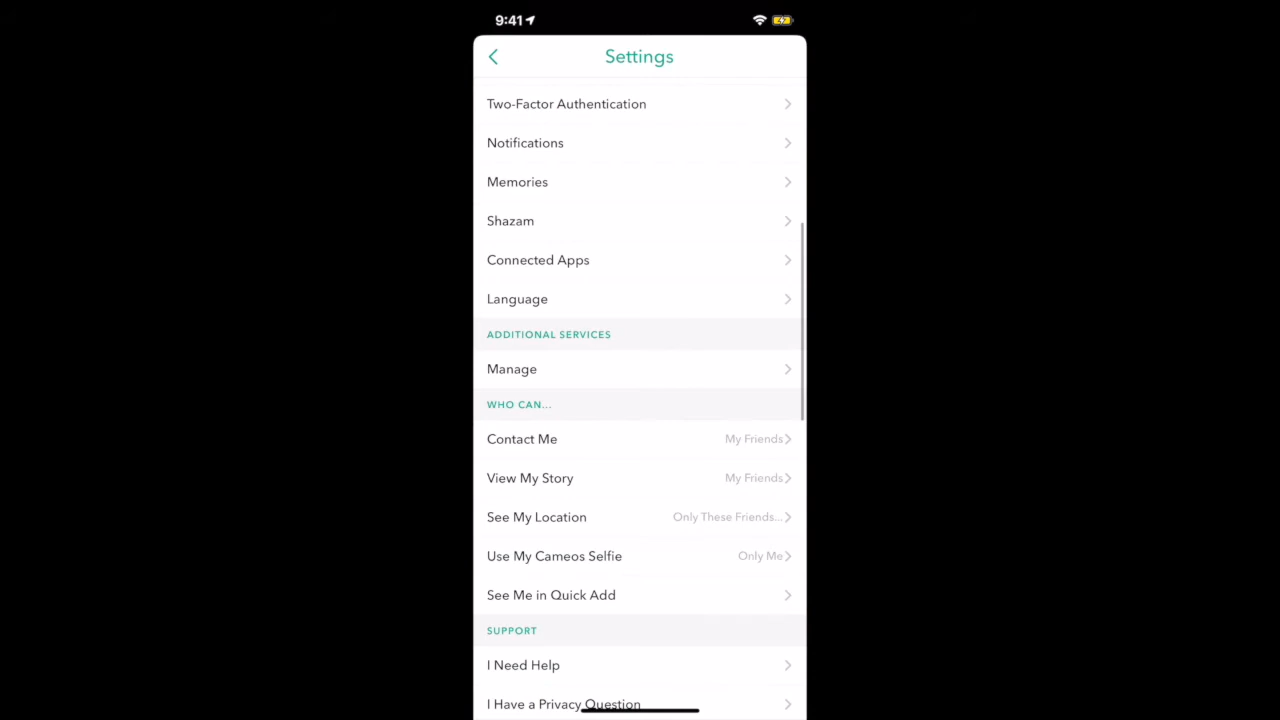 9:41
Settings
Two-Factor Authentication
Notifications
Memories
Shazam
Connected Apps
Language
ADDITIONAL SERVICES
Manage
WHO CAN...
Contact Me My Friends
View My Story My Friends
See My Location Only These Friends...
Use My Cameos Selfie Only Me
See Me in Quick Add
SUPPORT
I Need Help
I Have a Privacy Question